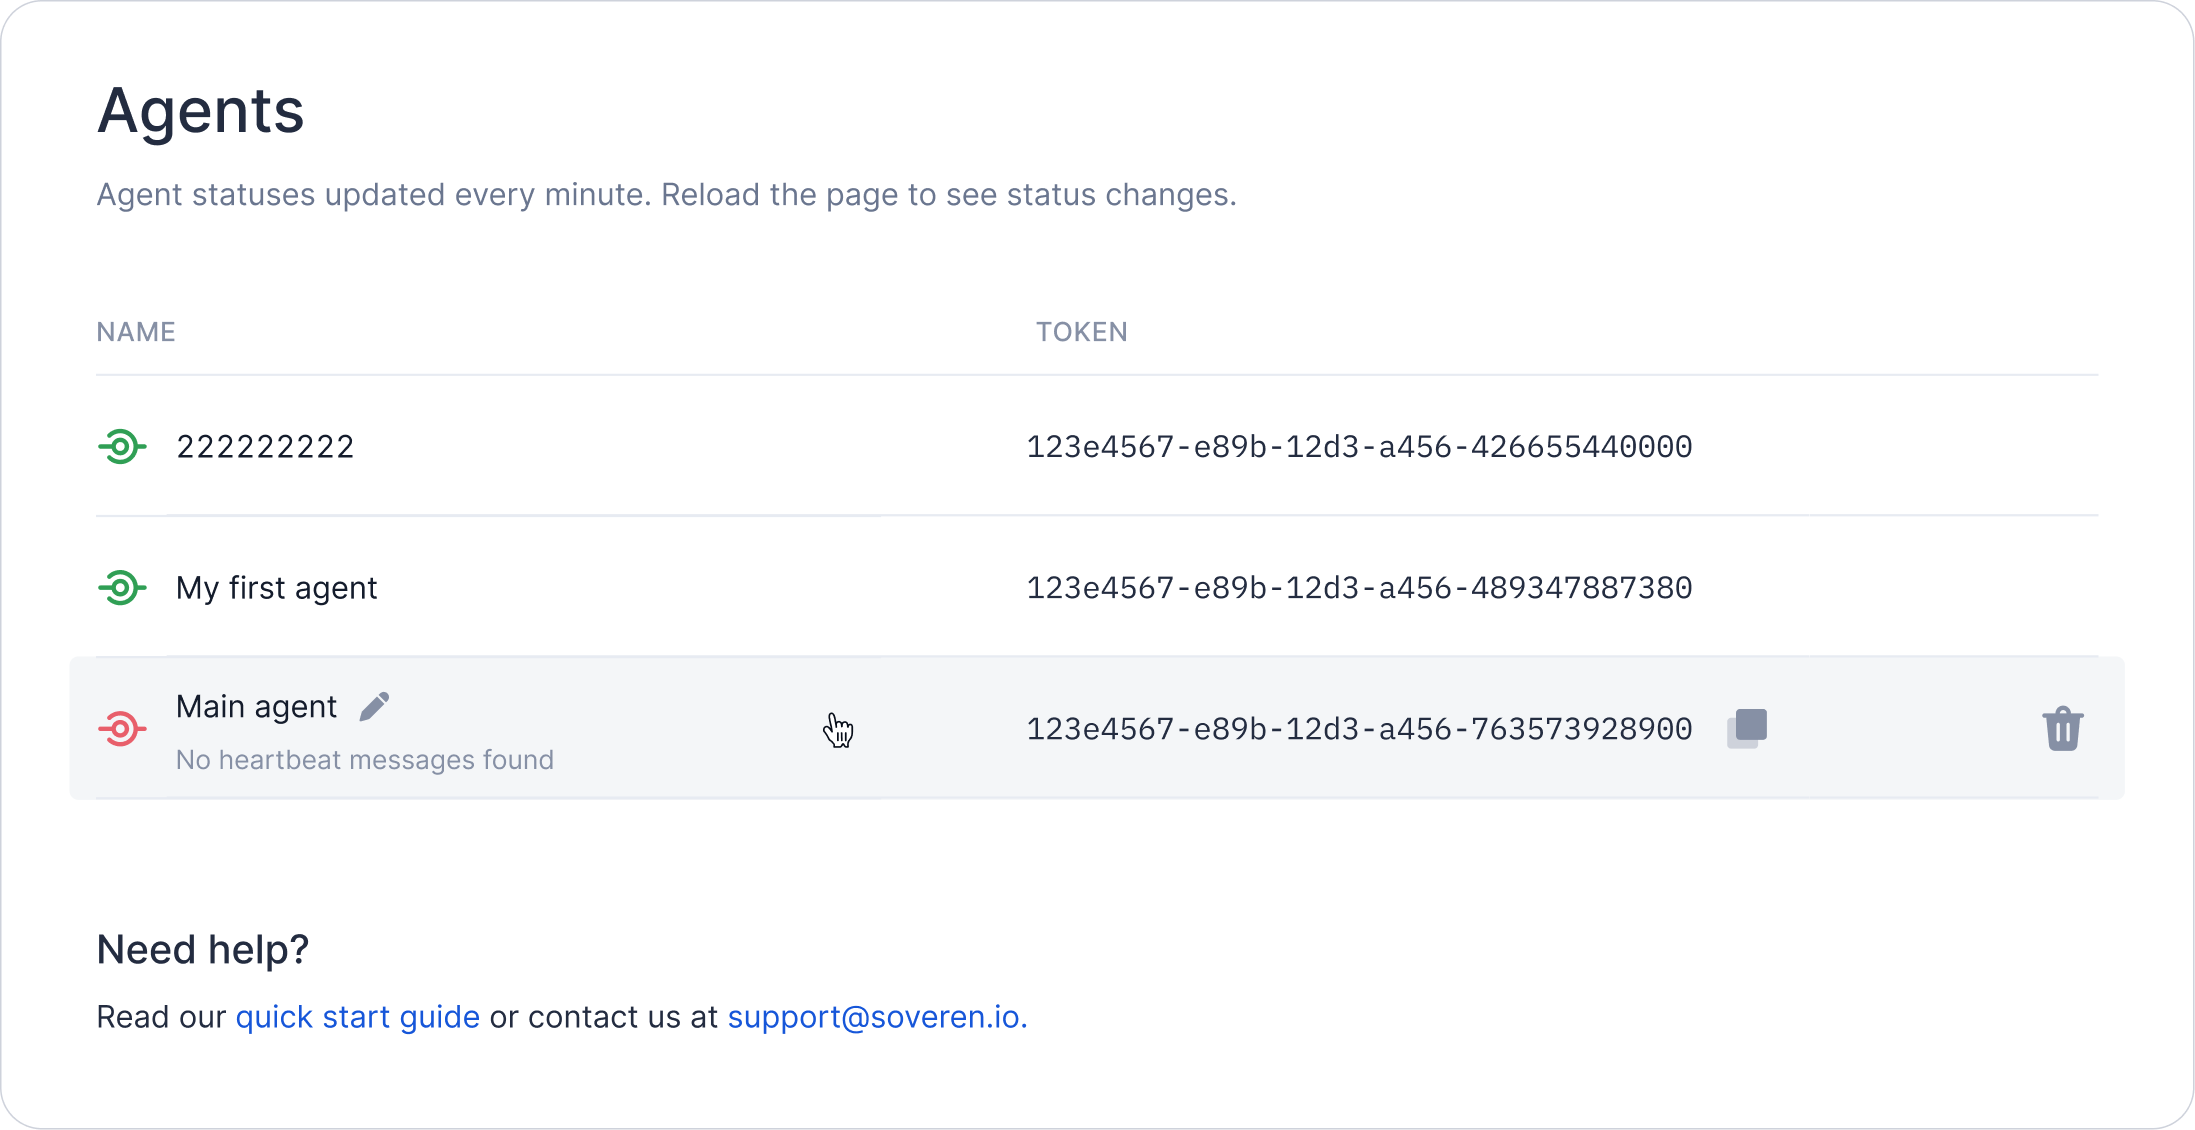 Agents
Agent statuses updated every minute. Reload the page to see status changes.
NAME TOKEN
222222222 123e4567-e89b-12d3-a456-426655440000
My first agent 123e4567-e89b-12d3-a456-489347887380
Main agent
No heartbeat messages found
123e4567-e89b-12d3-a456-763573928900
Need help?
Read our quick start guide or contact us at support@soveren.io.